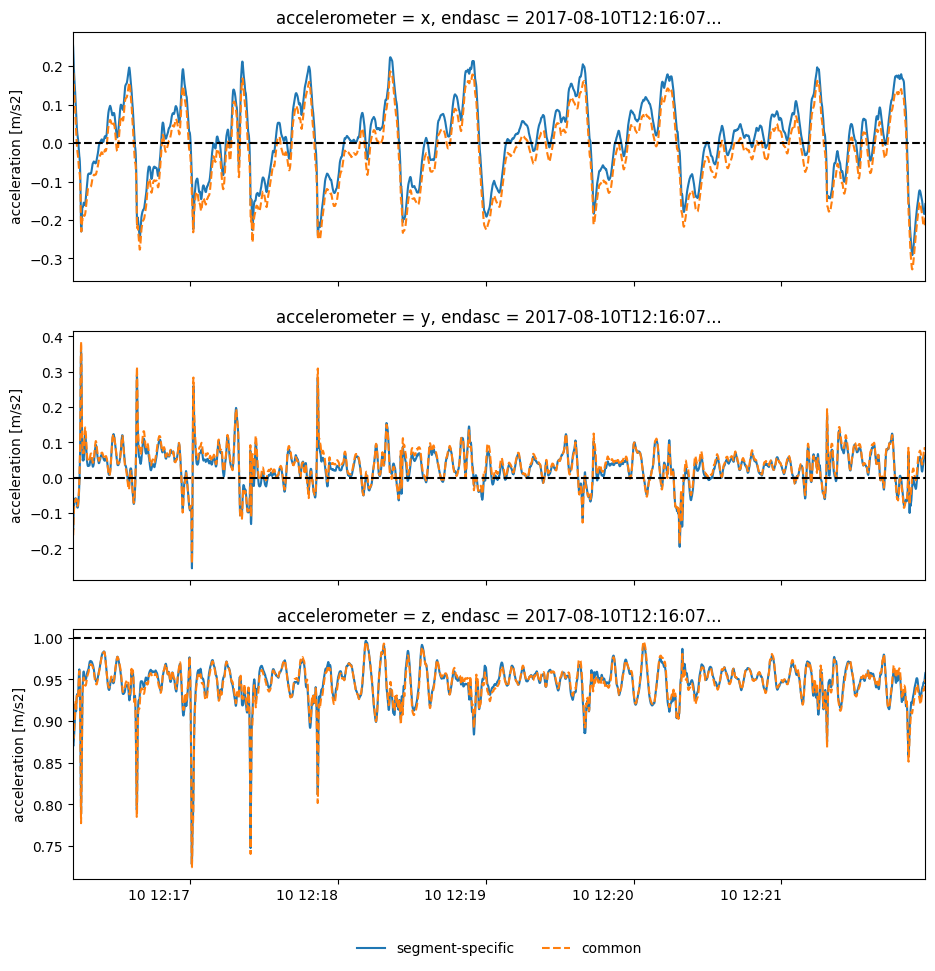 accelerometer = x, endasc = 2017-08-10T12:16:07...
acceleration [m/s2]
0.2
0.1
0.0
−0.1
−0.2
−0.3
accelerometer = y, endasc = 2017-08-10T12:16:07...
acceleration [m/s2]
0.4
0.3
0.2
0.1
0.0
−0.1
−0.2
accelerometer = z, endasc = 2017-08-10T12:16:07...
acceleration [m/s2]
1.00
0.95
0.90
0.85
0.80
0.75
10 12:17 10 12:18 10 12:19 10 12:20 10 12:21
segment-specific common